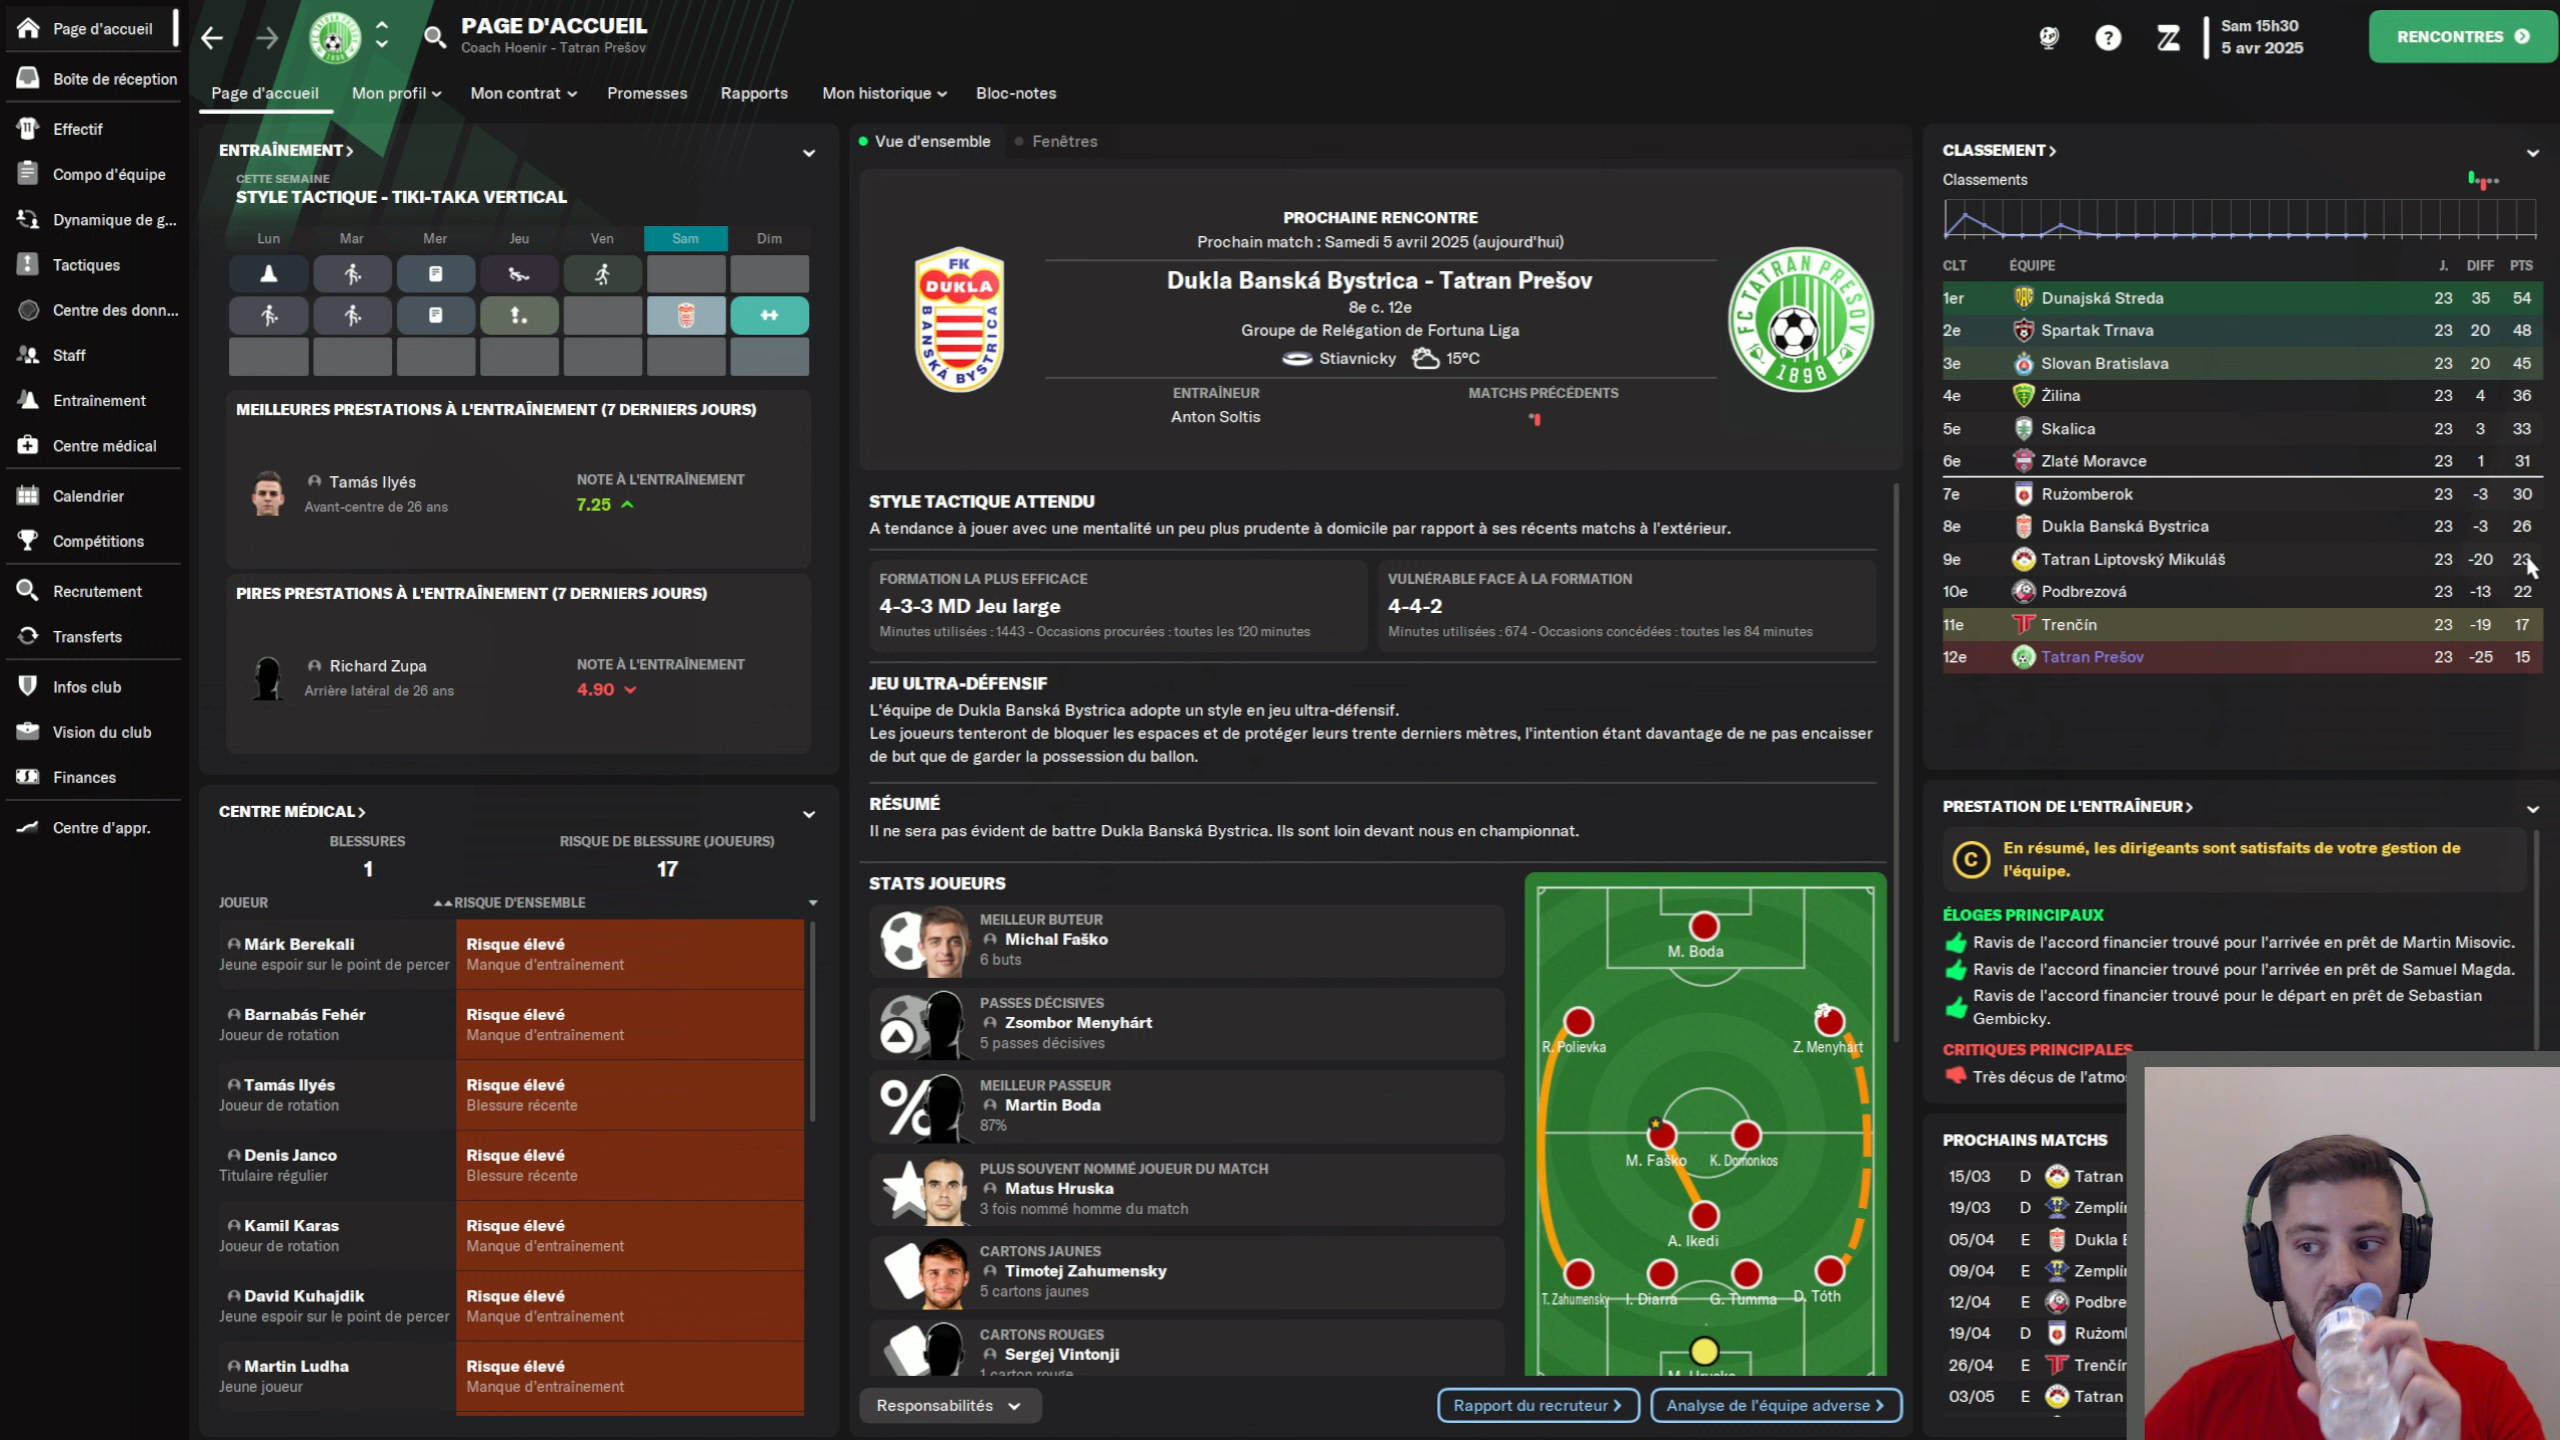 Page d'accueil
Boîte de réception
Effectif
Compo d'équipe
Dynamique de g...
Tactiques
Centre des donn...
Staff
Entraînement
Centre médical
Calendrier
Compétitions
Recrutement
Transferts
Infos club
Vision du club
Finances
Centre d'appr.
PAGE D'ACCUEIL
Coach Hoenir - Tatran Prešov
Sam 15h30
5 avr 2025
RENCONTRES
Page d'accueil Mon profil Mon contrat Promesses Rapports Mon historique Bloc-notes
ENTRAÎNEMENT
CETTE SEMAINE
STYLE TACTIQUE - TIKI-TAKA VERTICAL
Lun Mar Mer Jeu Ven Sam Dim
MEILLEURES PRESTATIONS À L'ENTRAÎNEMENT (7 DERNIERS JOURS)
Tamás Ilyés
Avant-centre de 26 ans
NOTE À L'ENTRAÎNEMENT
7.25
PIRES PRESTATIONS À L'ENTRAÎNEMENT (7 DERNIERS JOURS)
Richard Zupa
Arrière latéral de 26 ans
NOTE À L'ENTRAÎNEMENT
4.90
CENTRE MÉDICAL
BLESSURES RISQUE DE BLESSURE (JOUEURS)
1 17
JOUEUR RISQUE D'ENSEMBLE
Márk Berekali Risque élevé
Jeune espoir sur le point de percer Manque d'entraînement
Barnabás Fehér Risque élevé
Joueur de rotation Manque d'entraînement
Tamás Ilyés Risque élevé
Joueur de rotation Blessure récente
Denis Janco Risque élevé
Titulaire régulier Blessure récente
Kamil Karas Risque élevé
Joueur de rotation Manque d'entraînement
David Kuhajdik Risque élevé
Jeune espoir sur le point de percer Manque d'entraînement
Martin Ludha Risque élevé
Jeune joueur Manque d'entraînement
Vue d'ensemble Fenêtres
PROCHAINE RENCONTRE
Prochain match : Samedi 5 avril 2025 (aujourd'hui)
FK
DUKLA
BANSKÁ BYSTRICA
Dukla Banská Bystrica - Tatran Prešov
8e c. 12e
Groupe de Relégation de Fortuna Liga
Stiavnicky 15°C
ENTRAÎNEUR MATCHS PRÉCÉDENTS
Anton Soltis
FC TATRAN PREŠOV
1898
STYLE TACTIQUE ATTENDU
A tendance à jouer avec une mentalité un peu plus prudente à domicile par rapport à ses récents matchs à l'extérieur.
FORMATION LA PLUS EFFICACE
4-3-3 MD Jeu large
Minutes utilisées : 1443 - Occasions procurées : toutes les 120 minutes
VULNÉRABLE FACE À LA FORMATION
4-4-2
Minutes utilisées : 674 - Occasions concédées : toutes les 84 minutes
JEU ULTRA-DÉFENSIF
L'équipe de Dukla Banská Bystrica adopte un style en jeu ultra-défensif.
Les joueurs tenteront de bloquer les espaces et de protéger leurs trente derniers mètres, l'intention étant davantage de ne pas encaisser
de but que de garder la possession du ballon.
RÉSUMÉ
Il ne sera pas évident de battre Dukla Banská Bystrica. Ils sont loin devant nous en championnat.
STATS JOUEURS
MEILLEUR BUTEUR
Michal Faško
6 buts
PASSES DÉCISIVES
Zsombor Menyhárt
5 passes décisives
MEILLEUR PASSEUR
Martin Boda
87%
PLUS SOUVENT NOMMÉ JOUEUR DU MATCH
Matus Hruska
3 fois nommé homme du match
CARTONS JAUNES
Timotej Zahumensky
5 cartons jaunes
CARTONS ROUGES
Sergej Vintonji
1 carton rouge
M. Boda
R. Polievka Z. Menyhárt
M. Faško K. Domonkos
A. Ikedi
T. Zahumensky I. Diarra G. Tumma D. Tóth
M. Hruska
Responsabilités
Rapport du recruteur
Analyse de l'équipe adverse
CLASSEMENT
Classements
CLT ÉQUIPE J. DIFF PTS
1er Dunajská Streda 23 35 54
2e Spartak Trnava 23 20 48
3e Slovan Bratislava 23 20 45
4e Žilina 23 4 36
5e Skalica 23 3 33
6e Zlaté Moravce 23 1 31
7e Ružomberok 23 -3 30
8e Dukla Banská Bystrica 23 -3 26
9e Tatran Liptovský Mikuláš 23 -20 23
10e Podbrezová 23 -13 22
11e Trenčín 23 -19 17
12e Tatran Prešov 23 -25 15
PRESTATION DE L'ENTRAÎNEUR
C
En résumé, les dirigeants sont satisfaits de votre gestion de
l'équipe.
ÉLOGES PRINCIPAUX
Ravis de l'accord financier trouvé pour l'arrivée en prêt de Martin Misovic.
Ravis de l'accord financier trouvé pour l'arrivée en prêt de Samuel Magda.
Ravis de l'accord financier trouvé pour le départ en prêt de Sebastian
Gembicky.
CRITIQUES PRINCIPALES
Très déçus de l'atmo
PROCHAINS MATCHS
15/03 D Tatran
19/03 D Zemplín
05/04 E Dukla
09/04 E Zemplín
12/04 E Podbre
19/04 D Ružom
26/04 E Trenčín
03/05 E Tatran